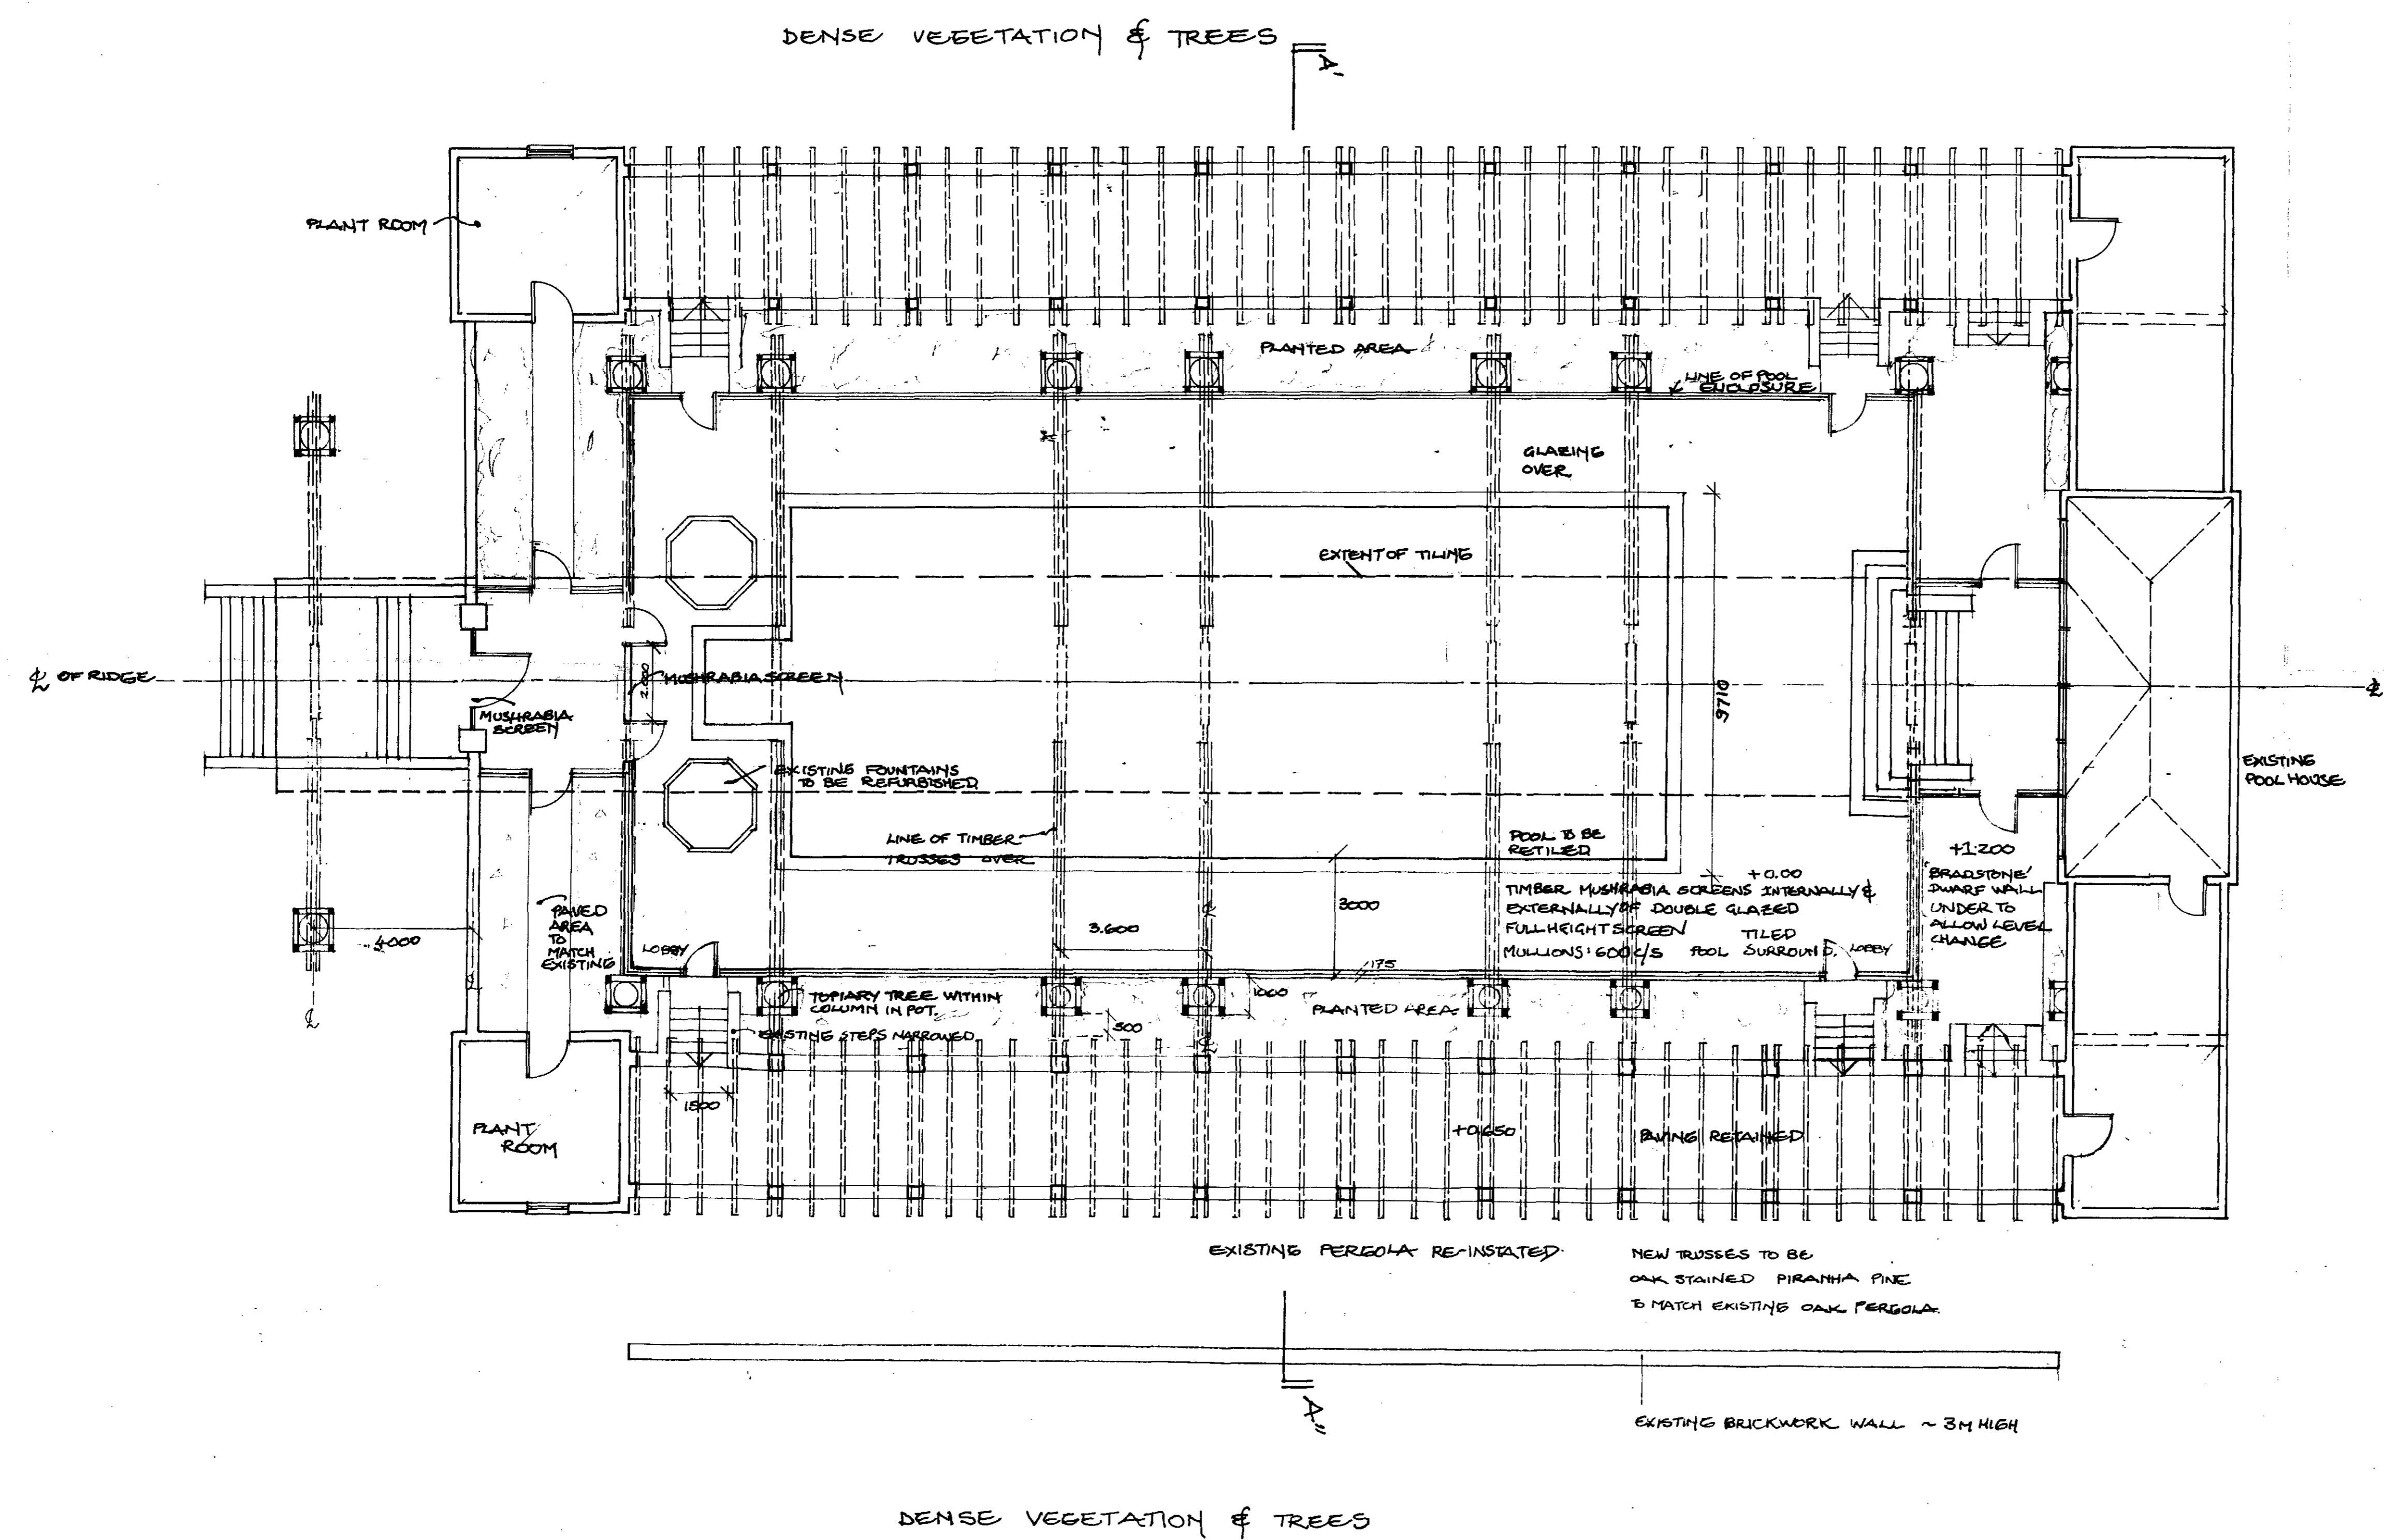 DENSE VEGETATION & TREES
A'
PLANT ROOM
PLANTED AREA
LINE OF POOL
ENCLOSURE
GLAZING
OVER
EXTENT OF TILING
℄ OF RIDGE
MUSHRABIA SCREEN
2.000
MUSHRABIA
SCREEN
9710
℄
EXISTING FOUNTAINS
TO BE REFURBISHED
EXISTING
POOL HOUSE
LINE OF TIMBER
TRUSSES OVER
POOL TO BE
RETILED
+0.00
+1.200
TIMBER MUSHRABIA SCREENS INTERNALLY &
EXTERNALLY OF DOUBLE GLAZED
FULL HEIGHT SCREEN
MULLIONS: 600 C/S
TILED
POOL SURROUND.
'BRADSTONE'
DWARF WALL
UNDER TO
ALLOW LEVEL
CHANGE
PAVED
AREA
TO
MATCH
EXISTING
4000
LOBBY
℄
3.600
3000
175
LOBBY
℄
TOPIARY TREE WITHIN
COLUMN IN POT.
1000
PLANTED AREA
500
EXISTING STEPS NARROWED
℄
1800
PLANT
ROOM
+0.650
PAVING RETAINED
EXISTING PERGOLA RE-INSTATED.
NEW TRUSSES TO BE
OAK STAINED PIRANHA PINE
TO MATCH EXISTING OAK PERGOLA.
A"
EXISTING BRICKWORK WALL ~ 3M HIGH
DENSE VEGETATION & TREES